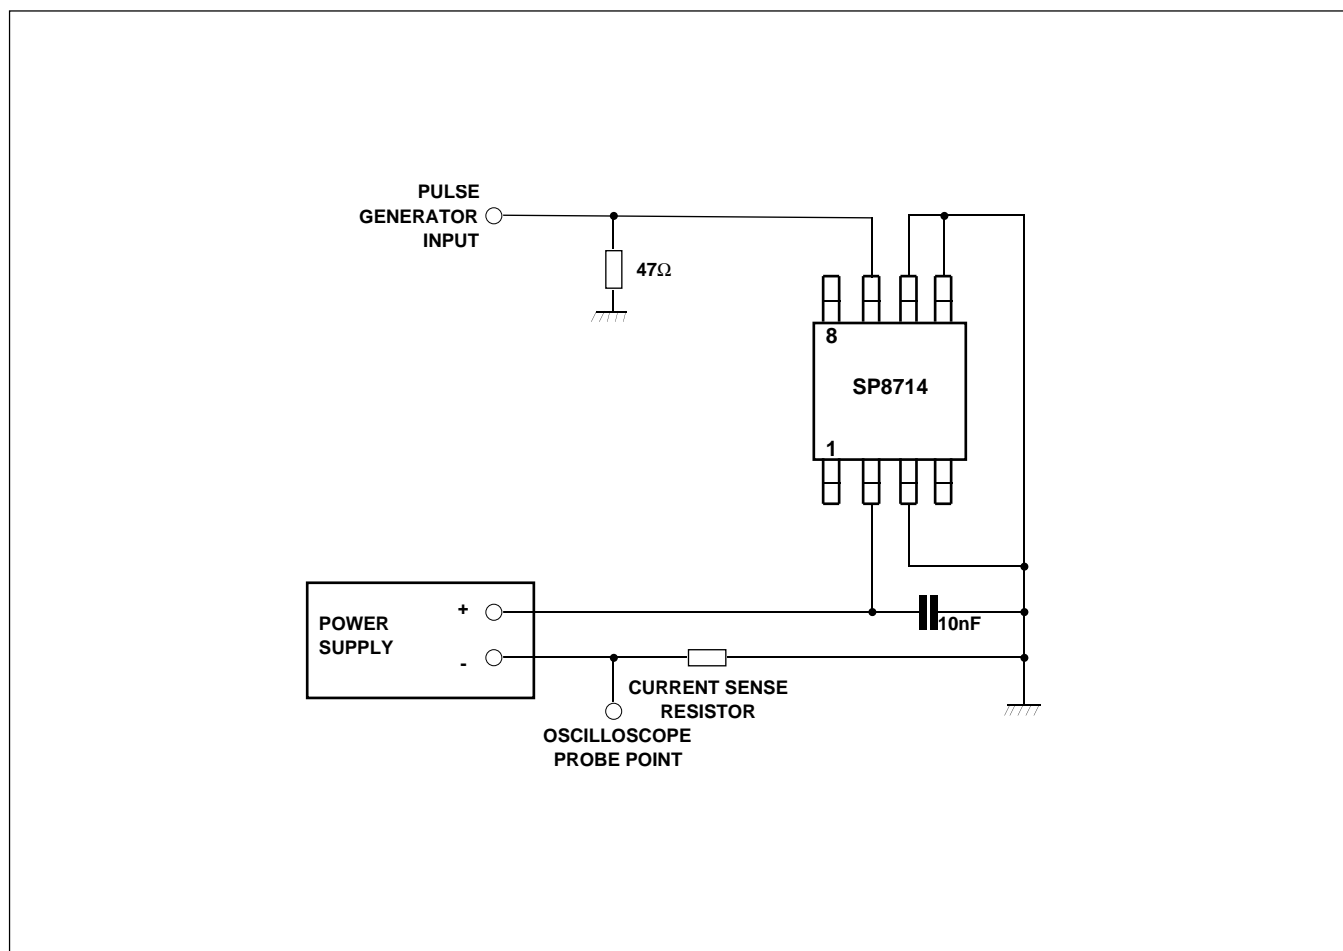 PULSE
GENERATOR
INPUT
47Ω
8
SP8714
1
POWER
SUPPLY
+
-
10nF
CURRENT SENSE
RESISTOR
OSCILLOSCOPE
PROBE POINT